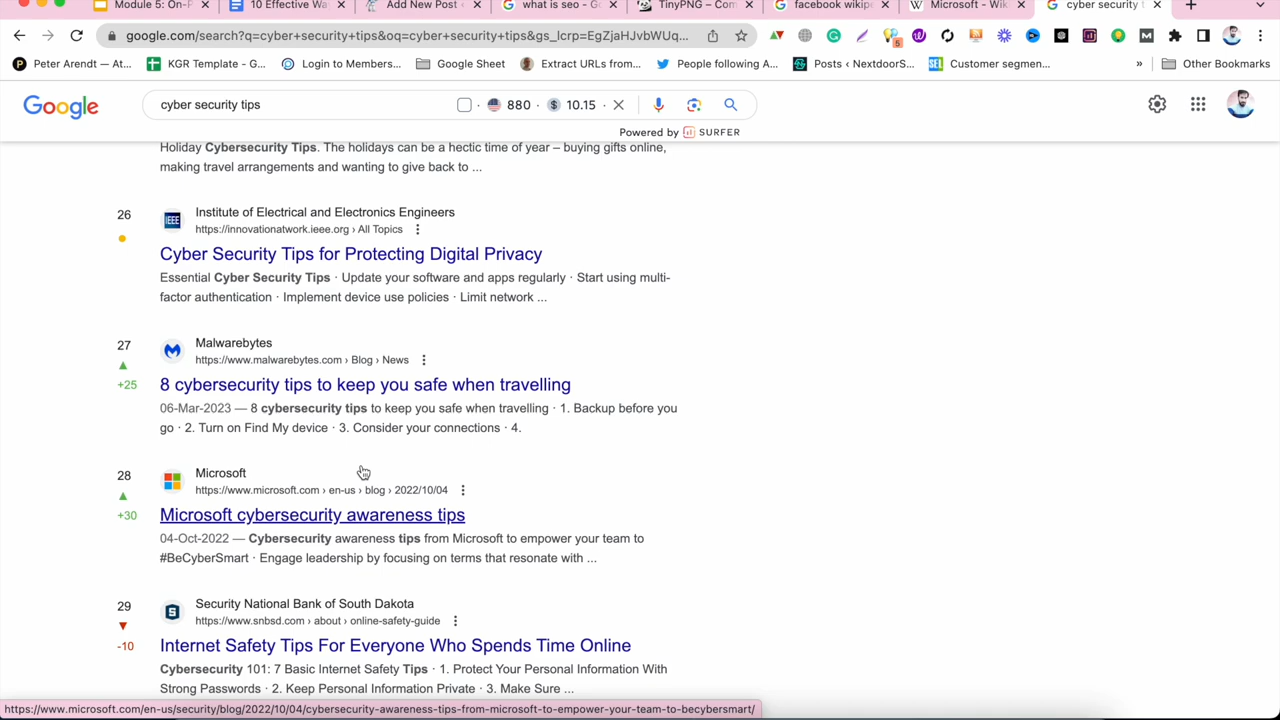 Module 5: On-P
10 Effective Wa
Add New Post
what is seo - Go
TinyPNG – Com
facebook wikipe
Microsoft - Wik
cyber security t
google.com/search?q=cyber+security+tips&oq=cyber+security+tips&gs_lcrp=EgZjaHJvbWUq...
5
Peter Arendt — At...
KGR Template - G...
Login to Members...
Google Sheet
Extract URLs from...
People following A...
Posts ‹ NextdoorS...
SEL Customer segmen...
»
Other Bookmarks
Google
cyber security tips
880 · $ 10.15 ·
Powered by SURFER
Holiday Cybersecurity Tips. The holidays can be a hectic time of year – buying gifts online,
making travel arrangements and wanting to give back to ...
26
IEEE
Institute of Electrical and Electronics Engineers
https://innovationatwork.ieee.org › All Topics
Cyber Security Tips for Protecting Digital Privacy
Essential Cyber Security Tips · Update your software and apps regularly · Start using multi-
factor authentication · Implement device use policies · Limit network ...
27
+25
Malwarebytes
https://www.malwarebytes.com › Blog › News
8 cybersecurity tips to keep you safe when travelling
06-Mar-2023 — 8 cybersecurity tips to keep you safe when travelling · 1. Backup before you
go · 2. Turn on Find My device · 3. Consider your connections · 4.
28
+30
Microsoft
https://www.microsoft.com › en-us › blog › 2022/10/04
Microsoft cybersecurity awareness tips
04-Oct-2022 — Cybersecurity awareness tips from Microsoft to empower your team to
#BeCyberSmart · Engage leadership by focusing on terms that resonate with ...
29
-10
Security National Bank of South Dakota
https://www.snbsd.com › about › online-safety-guide
Internet Safety Tips For Everyone Who Spends Time Online
Cybersecurity 101: 7 Basic Internet Safety Tips · 1. Protect Your Personal Information With
Strong Passwords · 2. Keep Personal Information Private · 3. Make Sure ...
https://www.microsoft.com/en-us/security/blog/2022/10/04/cybersecurity-awareness-tips-from-microsoft-to-empower-your-team-to-becybersmart/